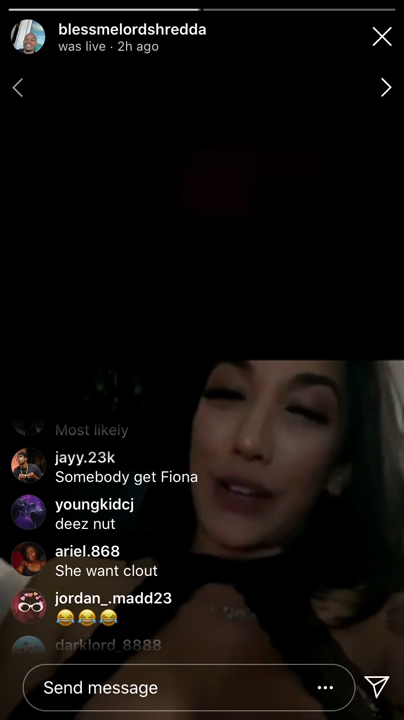 blessmelordshredda
was live · 2h ago
Most likely
jayy.23k
Somebody get Fiona
youngkidcj
deez nut
ariel.868
She want clout
jordan_.madd23
😂😂😂
darklord_8888
Send message